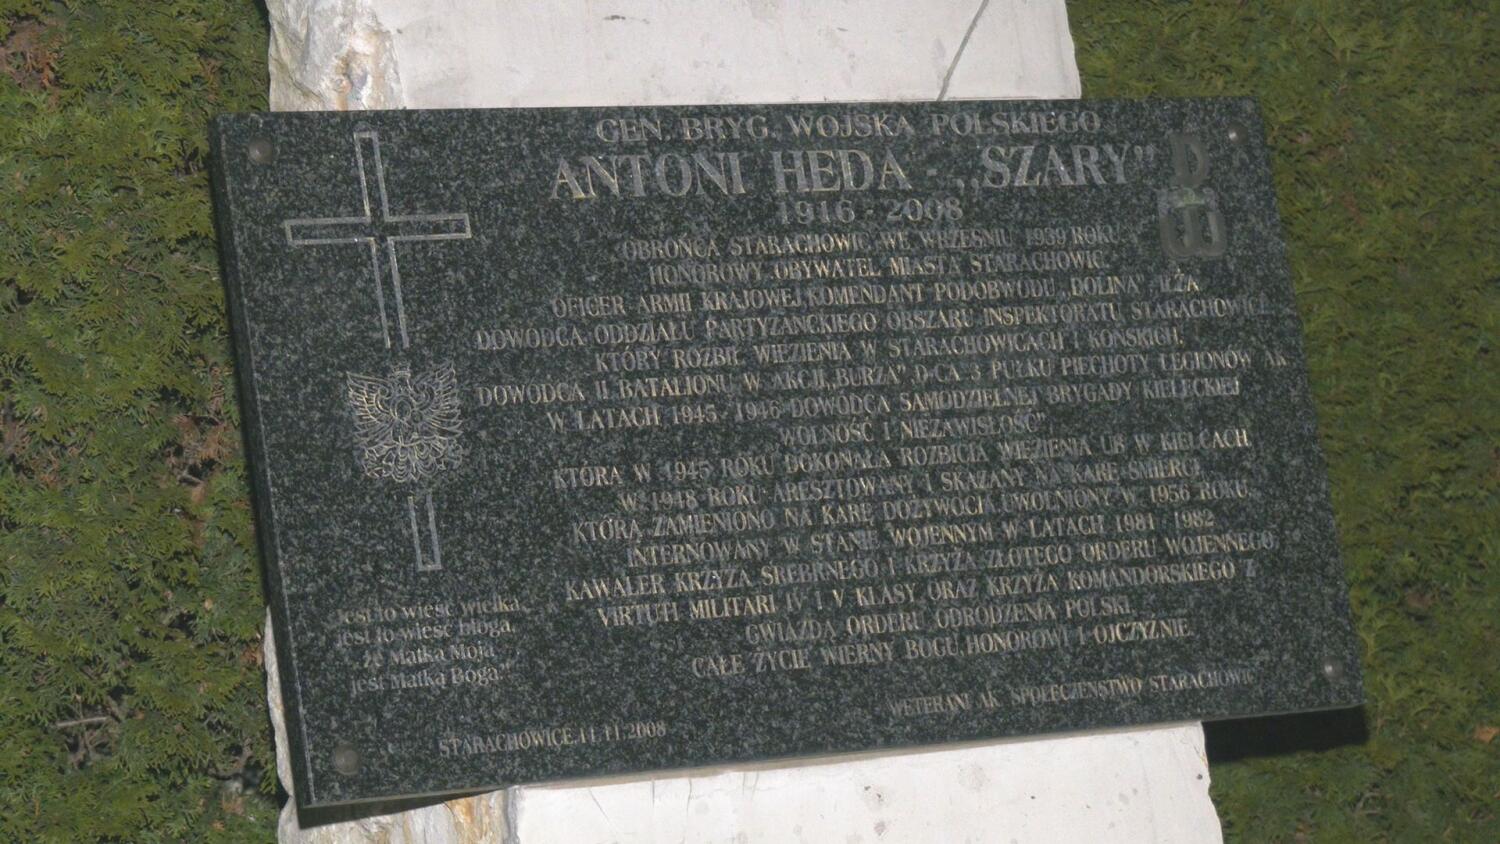 GEN. BRYG. WOJSKA POLSKIEGO
ANTONI HEDA - „SZARY”
1916 - 2008
OBROŃCA STARACHOWIC WE WRZEŚNIU 1939 ROKU.
HONOROWY OBYWATEL MIASTA STARACHOWIC.
OFICER ARMII KRAJOWEJ, KOMENDANT PODOBWODU „DOLINA” IŁŻA
DOWÓDCA ODDZIAŁU PARTYZANCKIEGO OBSZARU INSPEKTORATU STARACHOWICE
KTÓRY ROZBIŁ WIĘZIENIA W STARACHOWICACH I KOŃSKICH.
DOWÓDCA II BATALIONU W AKCJI „BURZA” D-CA 3 PUŁKU PIECHOTY LEGIONÓW AK
W LATACH 1945 - 1946 DOWÓDCA SAMODZIELNEJ BRYGADY KIELECKIEJ
WOLNOŚĆ I NIEZAWISŁOŚĆ”
KTÓRA W 1945 ROKU DOKONAŁA ROZBICIA WIĘZIENIA UB W KIELCACH
W 1948 ROKU ARESZTOWANY I SKAZANY NA KARĘ ŚMIERCI,
KTÓRĄ ZAMIENIONO NA KARĘ DOŻYWOCI. UWOLNIONY W 1956 ROKU.
INTERNOWANY W STANIE WOJENNYM W LATACH 1981 - 1982
KAWALER KRZYŻA SREBRNEGO I KRZYŻA ZŁOTEGO ORDERU WOJENNEGO
VIRTUTI MILITARI IV I V KLASY ORAZ KRZYŻA KOMANDORSKIEGO Z
GWIAZDĄ ORDERU ODRODZENIA POLSKI.
CAŁE ŻYCIE WIERNY BOGU, HONOROWI I OJCZYŹNIE.
Jest to wieść wielka,
jest to wieść błoga,
że Matka Moja
jest Matką Boga.”
WETERANI AK SPOŁECZEŃSTWO STARACHOWIC
STARACHOWICE.11.11.2008